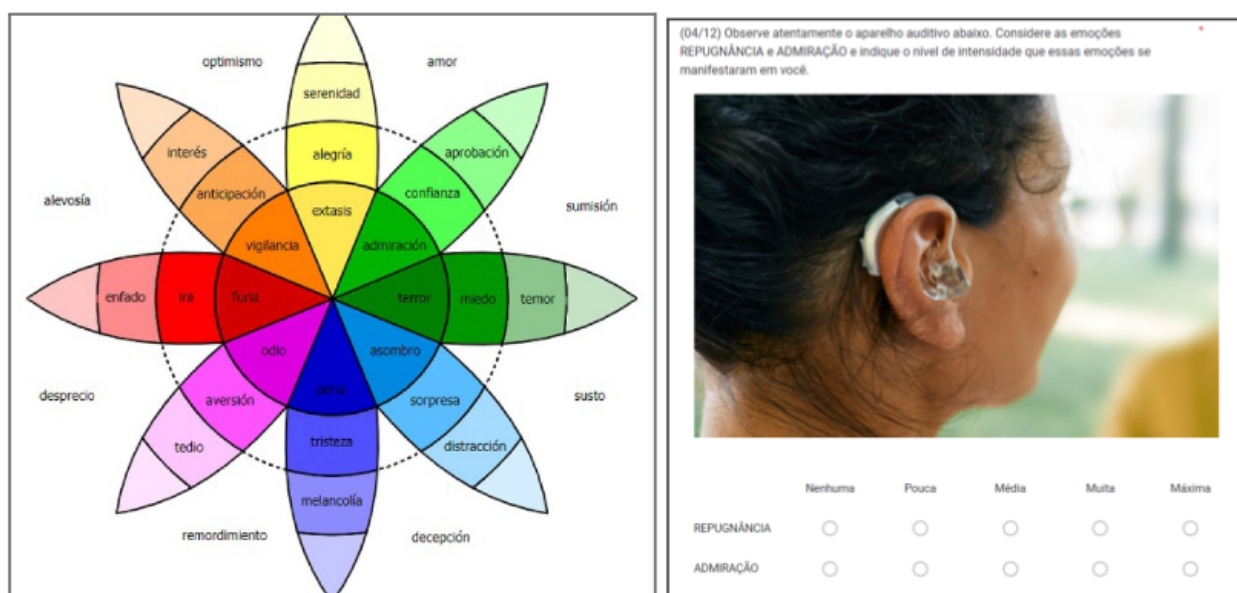 optimismo
amor
serenidad
interés
alegría
aprobación
anticipación
confianza
alevosía
extasis
sumisión
vigilancia
admiración
enfado
ira
furia
terror
miedo
temor
odio
asombro
pena
desprecio
aversión
sorpresa
susto
tedio
tristeza
distracción
melancolía
remordimiento
decepción
(04/12) Observe atentamente o aparelho auditivo abaixo. Considere as emoções *
REPUGNÂNCIA e ADMIRAÇÃO e indique o nível de intensidade que essas emoções se
manifestaram em você.
Nenhuma Pouca Média Muita Máxima
REPUGNÂNCIA
ADMIRAÇÃO